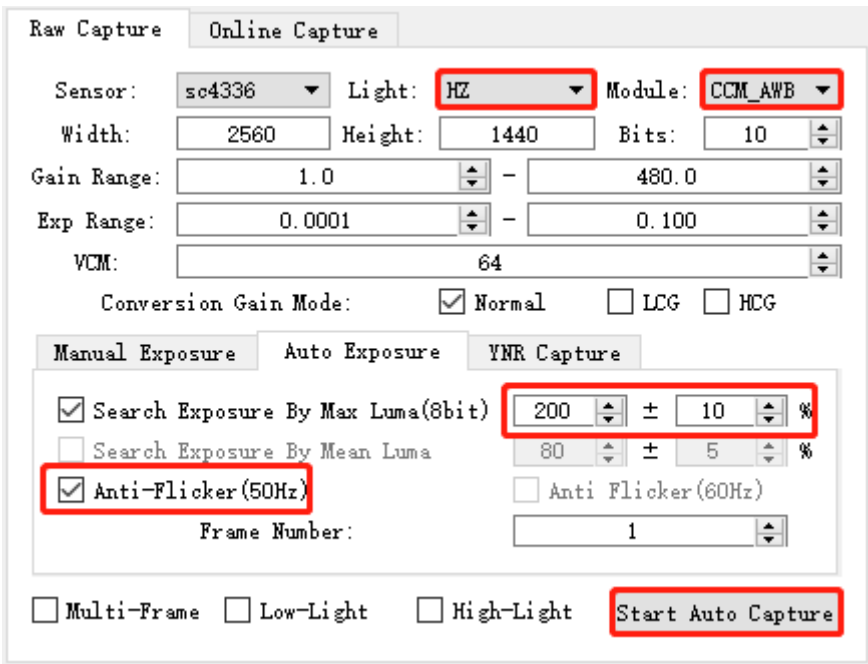 Raw Capture Online Capture
Sensor: sc4336 Light: HZ Module: CCM_AWB
Width: 2560 Height: 1440 Bits: 10
Gain Range: 1.0 - 480.0
Exp Range: 0.0001 - 0.100
VCM: 64
Conversion Gain Mode: Normal LCG HCG
Manual Exposure Auto Exposure YNR Capture
Search Exposure By Max Luma(8bit) 200 ± 10 %
Search Exposure By Mean Luma 80 ± 5 %
Anti-Flicker(50Hz) Anti Flicker(60Hz)
Frame Number: 1
Multi-Frame Low-Light High-Light Start Auto Capture